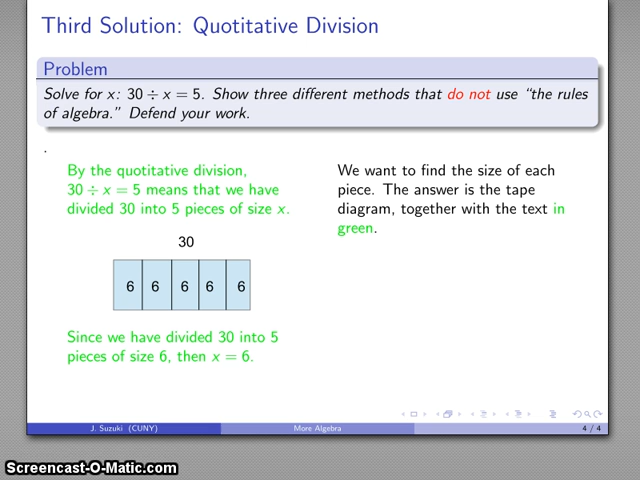 Third Solution: Quotitative Division
Problem
Solve for x: 30 ÷ x = 5. Show three different methods that do not use “the rules
of algebra.” Defend your work.
.
By the quotitative division,
30 ÷ x = 5 means that we have
divided 30 into 5 pieces of size x.
30
6 6 6 6 6
Since we have divided 30 into 5
pieces of size 6, then x = 6.
We want to find the size of each
piece. The answer is the tape
diagram, together with the text in
green.
J. Suzuki (CUNY) More Algebra 4 / 4
Screencast-O-Matic.com